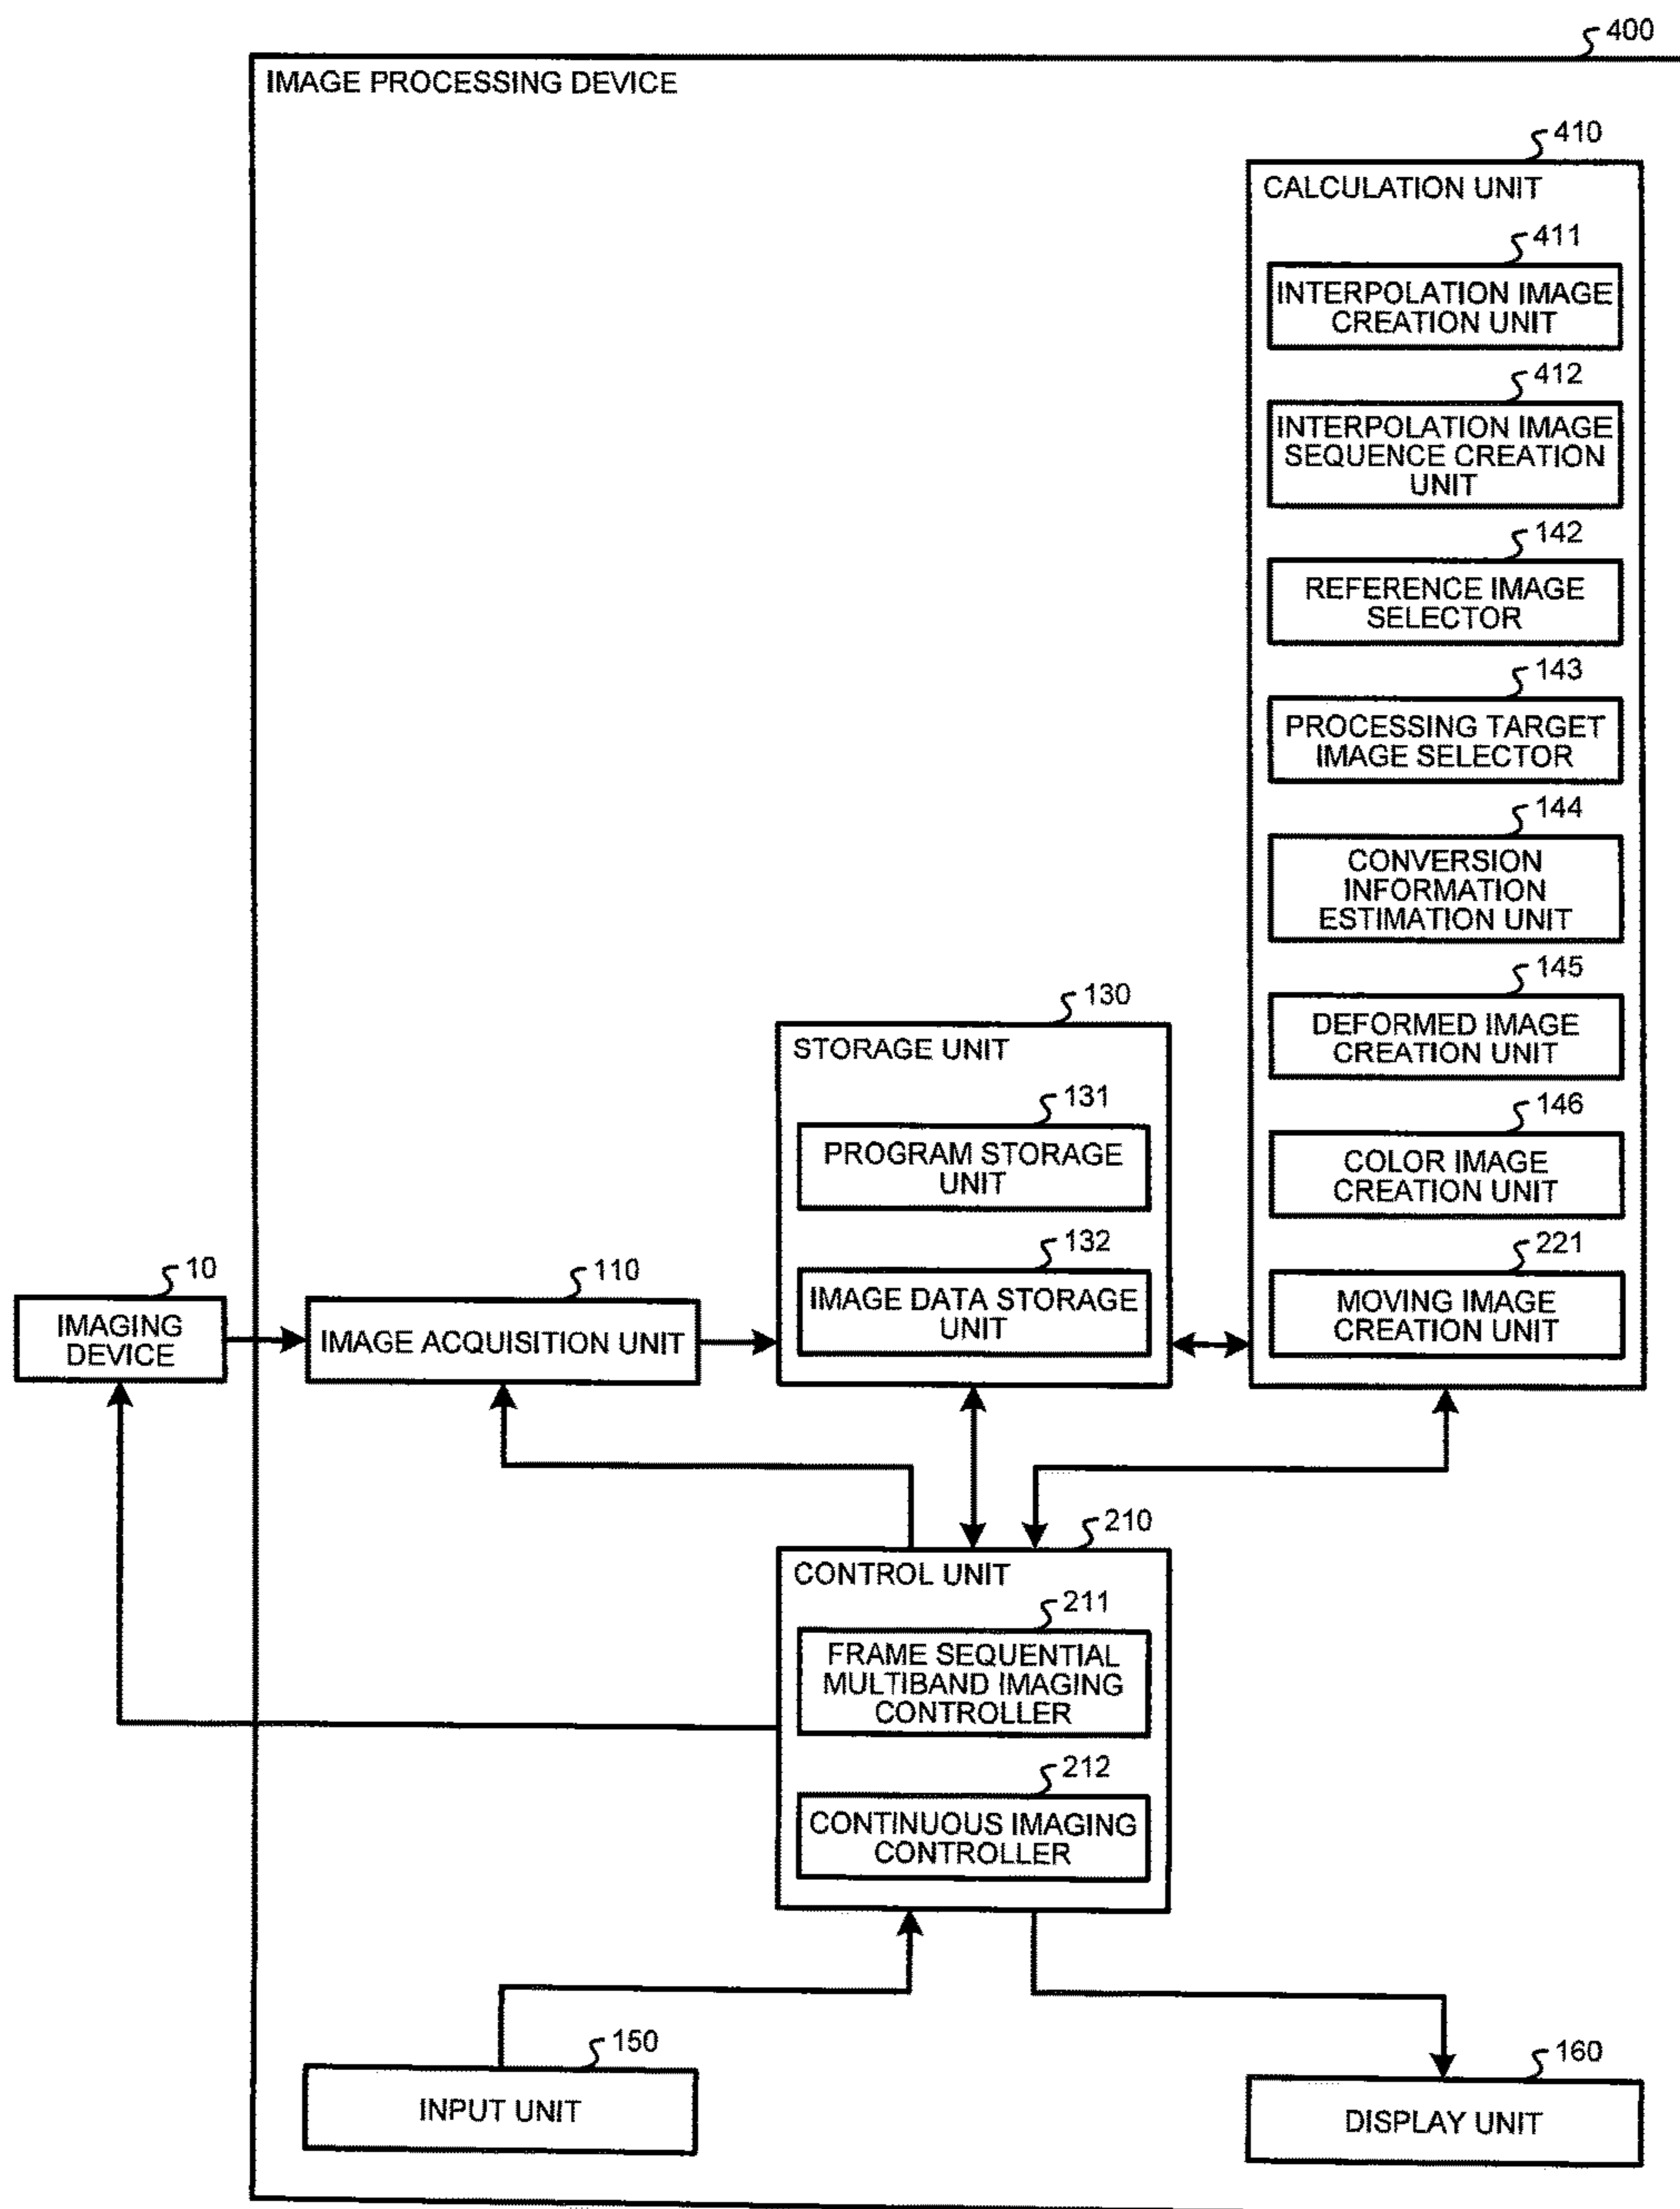 400
IMAGE PROCESSING DEVICE
410
CALCULATION UNIT
411
INTERPOLATION IMAGE
CREATION UNIT
412
INTERPOLATION IMAGE
SEQUENCE CREATION
UNIT
142
REFERENCE IMAGE
SELECTOR
143
PROCESSING TARGET
IMAGE SELECTOR
144
CONVERSION
INFORMATION
ESTIMATION UNIT
145
DEFORMED IMAGE
CREATION UNIT
146
COLOR IMAGE
CREATION UNIT
221
MOVING IMAGE
CREATION UNIT
130
STORAGE UNIT
131
PROGRAM STORAGE
UNIT
132
IMAGE DATA STORAGE
UNIT
10
IMAGING
DEVICE
110
IMAGE ACQUISITION UNIT
210
CONTROL UNIT
211
FRAME SEQUENTIAL
MULTIBAND IMAGING
CONTROLLER
212
CONTINUOUS IMAGING
CONTROLLER
150
INPUT UNIT
160
DISPLAY UNIT